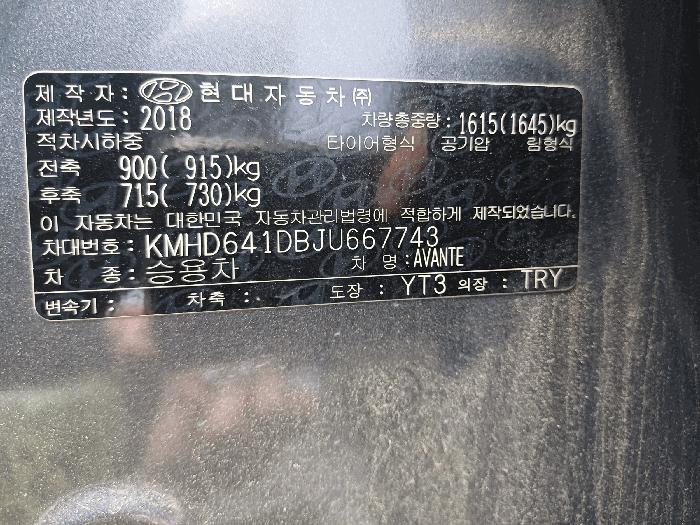 제 작 자 : 현대자동차(주)
제작년도 : 2018 차량총중량 : 1615(1645)kg
적차시하중 타이어형식 공기압 림형식
전축 900( 915)kg
후축 715( 730)kg
이 자동차는 대한민국 자동차관리법령에 적합하게 제작되었습니다.
차대번호 : KMHD641DBJU667743
차 종 : 승용차 차 명 : AVANTE
변속기 : 차축 : 도장 : YT3 의장 : TRY